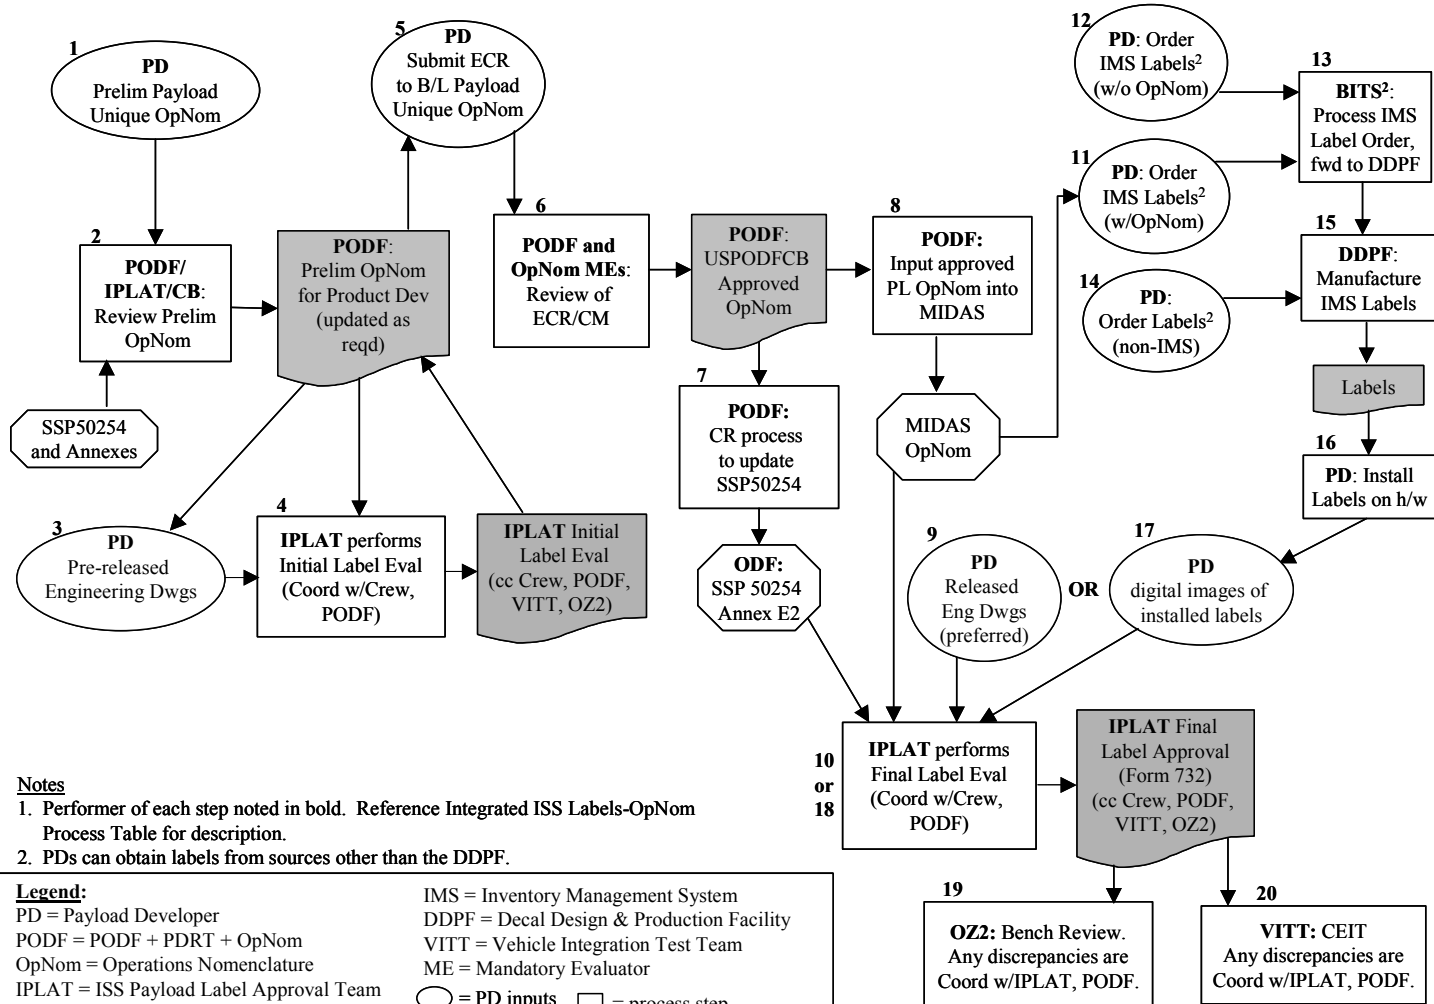 1
PD
Prelim Payload
Unique OpNom
2
PODF/
IPLAT/CB:
Review Prelim
OpNom
SSP50254
and Annexes
PODF:
Prelim OpNom
for Product Dev
(updated as
reqd)
3
PD
Pre-released
Engineering Dwgs
4
IPLAT performs
Initial Label Eval
(Coord w/Crew,
PODF)
IPLAT Initial
Label Eval
(cc Crew, PODF,
VITT, OZ2)
5
PD
Submit ECR
to B/L Payload
Unique OpNom
6
PODF and
OpNom MEs:
Review of
ECR/CM
PODF:
USPODFCB
Approved
OpNom
7
PODF:
CR process
to update
SSP50254
ODF:
SSP 50254
Annex E2
8
PODF:
Input approved
PL OpNom into
MIDAS
MIDAS
OpNom
9
PD
Released
Eng Dwgs
(preferred)
OR
17
PD
digital images of
installed labels
12
PD: Order
IMS Labels2
(w/o OpNom)
11
PD: Order
IMS Labels2
(w/OpNom)
14
PD:
Order Labels2
(non-IMS)
13
BITS2:
Process IMS
Label Order,
fwd to DDPF
15
DDPF:
Manufacture
IMS Labels
Labels
16
PD: Install
Labels on h/w
10
or
18
IPLAT performs
Final Label Eval
(Coord w/Crew,
PODF)
IPLAT Final
Label Approval
(Form 732)
(cc Crew, PODF,
VITT, OZ2)
19
OZ2: Bench Review.
Any discrepancies are
Coord w/IPLAT, PODF.
20
VITT: CEIT
Any discrepancies are
Coord w/IPLAT, PODF.
Notes
1. Performer of each step noted in bold. Reference Integrated ISS Labels-OpNom
Process Table for description.
2. PDs can obtain labels from sources other than the DDPF.
Legend:
PD = Payload Developer
PODF = PODF + PDRT + OpNom
OpNom = Operations Nomenclature
IPLAT = ISS Payload Label Approval Team
IMS = Inventory Management System
DDPF = Decal Design & Production Facility
VITT = Vehicle Integration Test Team
ME = Mandatory Evaluator
= PD inputs
= process step